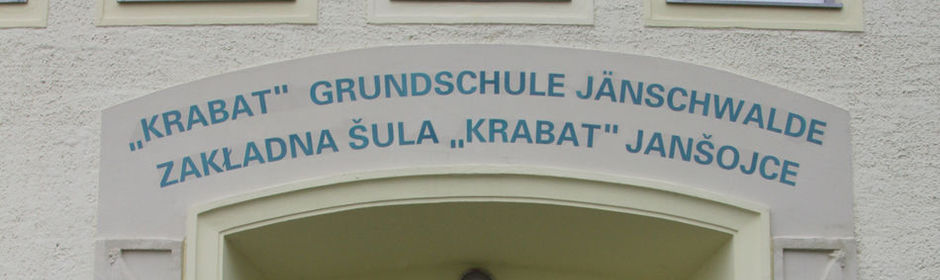 „KRABAT" GRUNDSCHULE JÄNSCHWALDE
ZAKŁADNA ŠULA „KRABAT" JANŠOJCE